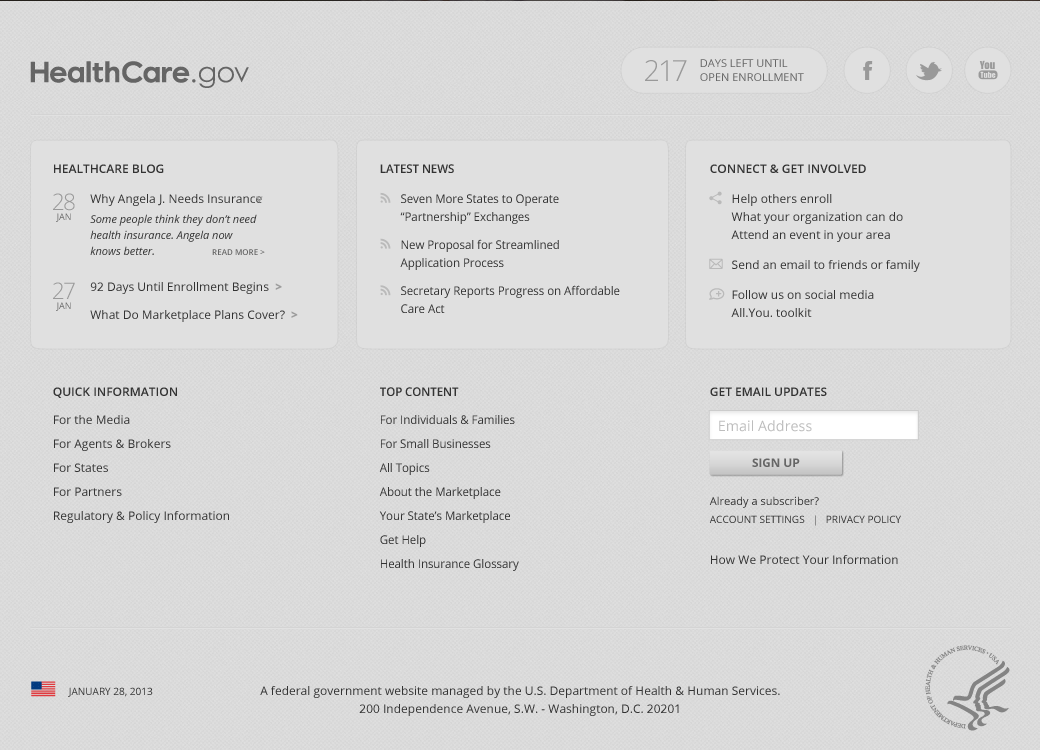 HealthCare.gov
217 DAYS LEFT UNTIL
OPEN ENROLLMENT
f
You
Tube
HEALTHCARE BLOG
28
JAN
Why Angela J. Needs Insurance
Some people think they don't need
health insurance. Angela now
knows better.
READ MORE >
27
JAN
92 Days Until Enrollment Begins >
What Do Marketplace Plans Cover? >
LATEST NEWS
Seven More States to Operate
“Partnership” Exchanges
New Proposal for Streamlined
Application Process
Secretary Reports Progress on Affordable
Care Act
CONNECT & GET INVOLVED
Help others enroll
What your organization can do
Attend an event in your area
Send an email to friends or family
Follow us on social media
All.You. toolkit
QUICK INFORMATION
For the Media
For Agents & Brokers
For States
For Partners
Regulatory & Policy Information
TOP CONTENT
For Individuals & Families
For Small Businesses
All Topics
About the Marketplace
Your State’s Marketplace
Get Help
Health Insurance Glossary
GET EMAIL UPDATES
Email Address
SIGN UP
Already a subscriber?
ACCOUNT SETTINGS | PRIVACY POLICY
How We Protect Your Information
JANUARY 28, 2013
A federal government website managed by the U.S. Department of Health & Human Services.
200 Independence Avenue, S.W. - Washington, D.C. 20201
DEPARTMENT OF HEALTH & HUMAN SERVICES • USA